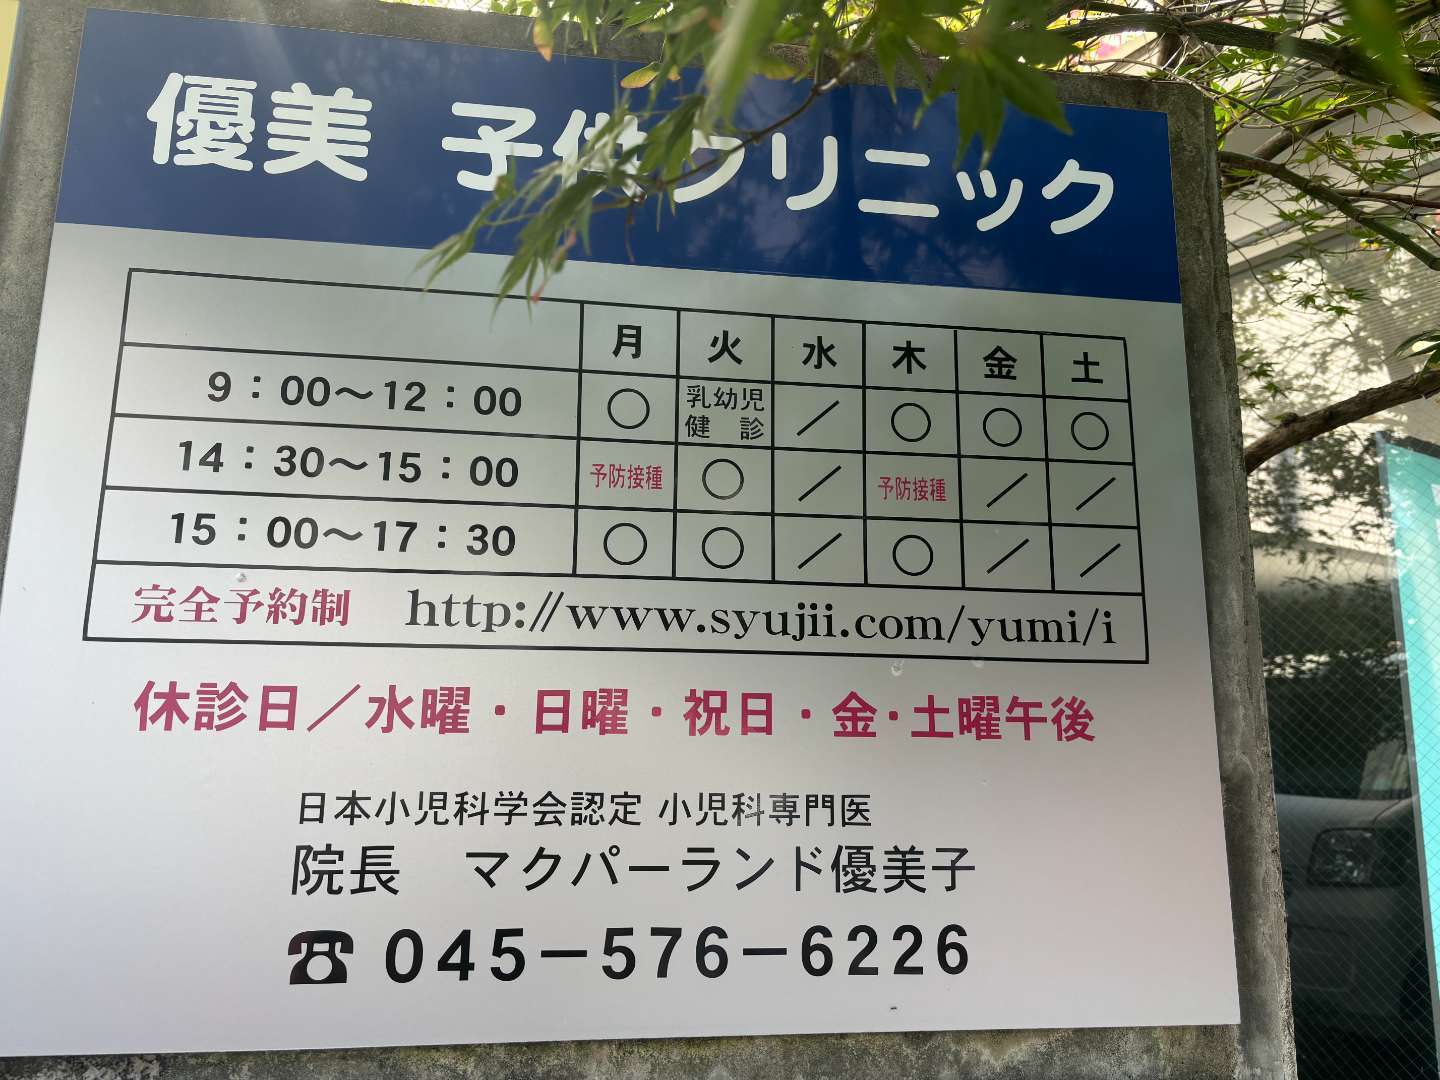 優美 子供クリニック
月 火 水 木 金 土
9：00～12：00 ○ 乳幼児健診 ／ ○ ○ ○
14：30～15：00 予防接種 ○ ／ 予防接種 ／ ／
15：00～17：30 ○ ○ ／ ○ ／ ／
完全予約制 http://www.syujii.com/yumi/i
休診日／水曜・日曜・祝日・金・土曜午後
日本小児科学会認定 小児科専門医
院長 マクパーランド優美子
☎045－576－6226